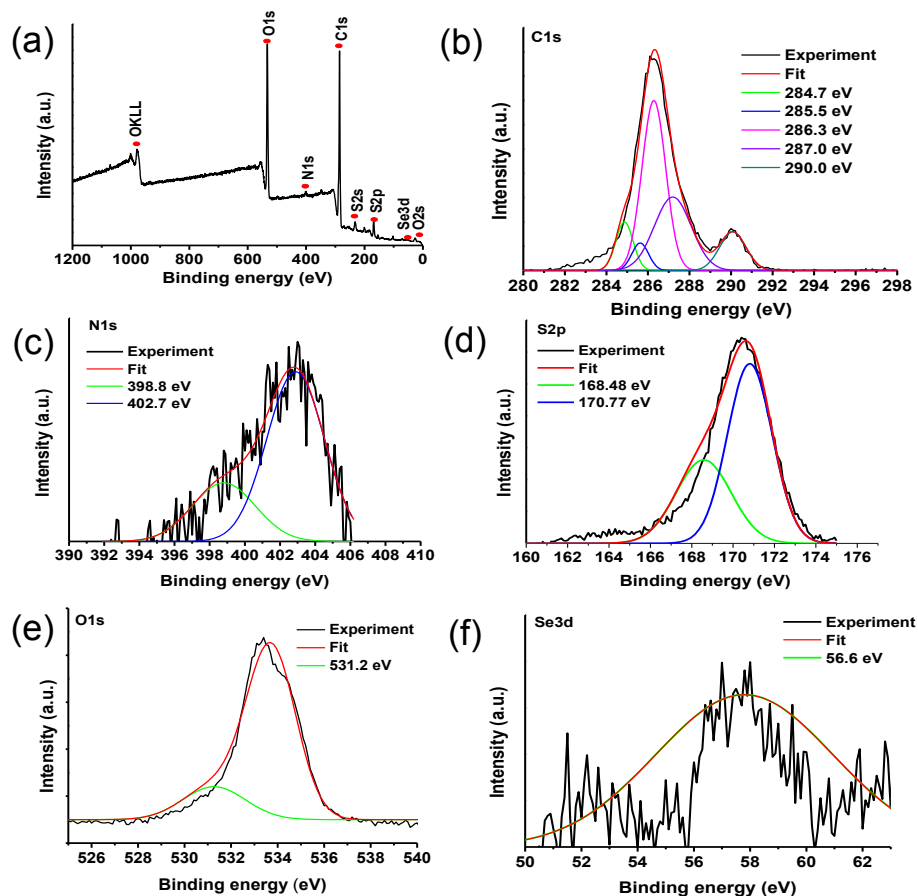 (a)
OKLL
O1s
N1s
C1s
S2s
S2p
Se3d
O2s
Intensity (a.u.)
1200 1000 800 600 400 200 0
Binding energy (eV)
(b)
C1s
Experiment
Fit
284.7 eV
285.5 eV
286.3 eV
287.0 eV
290.0 eV
Intensity (a.u.)
280 282 284 286 288 290 292 294 296 298
Binding energy (eV)
(c)
N1s
Experiment
Fit
398.8 eV
402.7 eV
Intensity (a.u.)
390 392 394 396 398 400 402 404 406 408 410
Binding energy (eV)
(d)
S2p
Experiment
Fit
168.48 eV
170.77 eV
Intensity (a.u.)
160 162 164 166 168 170 172 174 176
Binding energy (eV)
(e)
O1s
Experiment
Fit
531.2 eV
Intensity (a.u.)
526 528 530 532 534 536 538 540
Binding energy (eV)
(f)
Se3d
Experiment
Fit
56.6 eV
Intensity (a.u.)
50 52 54 56 58 60 62
Binding energy (eV)